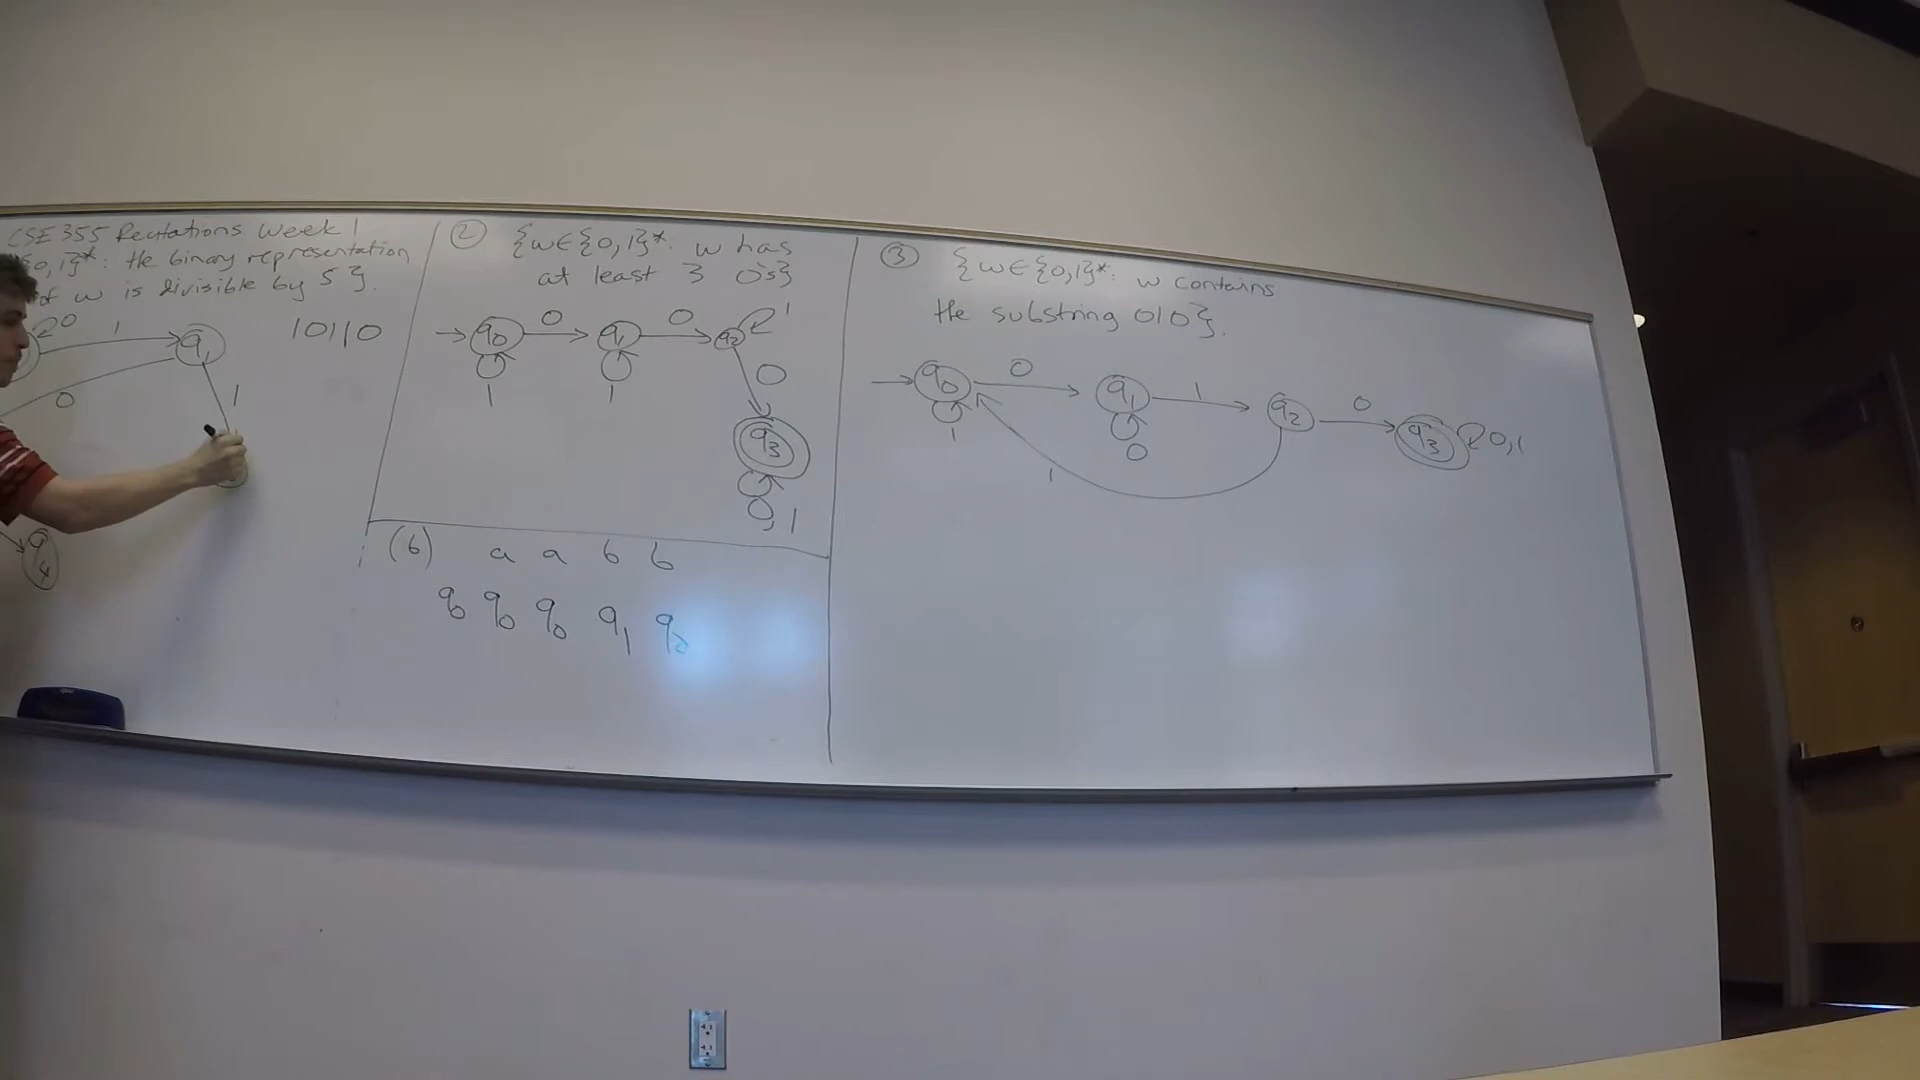 CSE 355 Recitations Week 1
{0,1}*: the binary representation
of w is divisible by 5}.
0
1
q1
10110
0
1
q4
②
{w∈{0,1}*: w has
at least 3 0s}
q0
0
q1
0
q2
1
1
1
0
q3
0,1
(b) a a b b
q0 q0 q0 q1 q2
③
{w∈{0,1}*: w contains
the substring 010}.
q0
0
q1
1
q2
0
q3
0,1
1
0
1